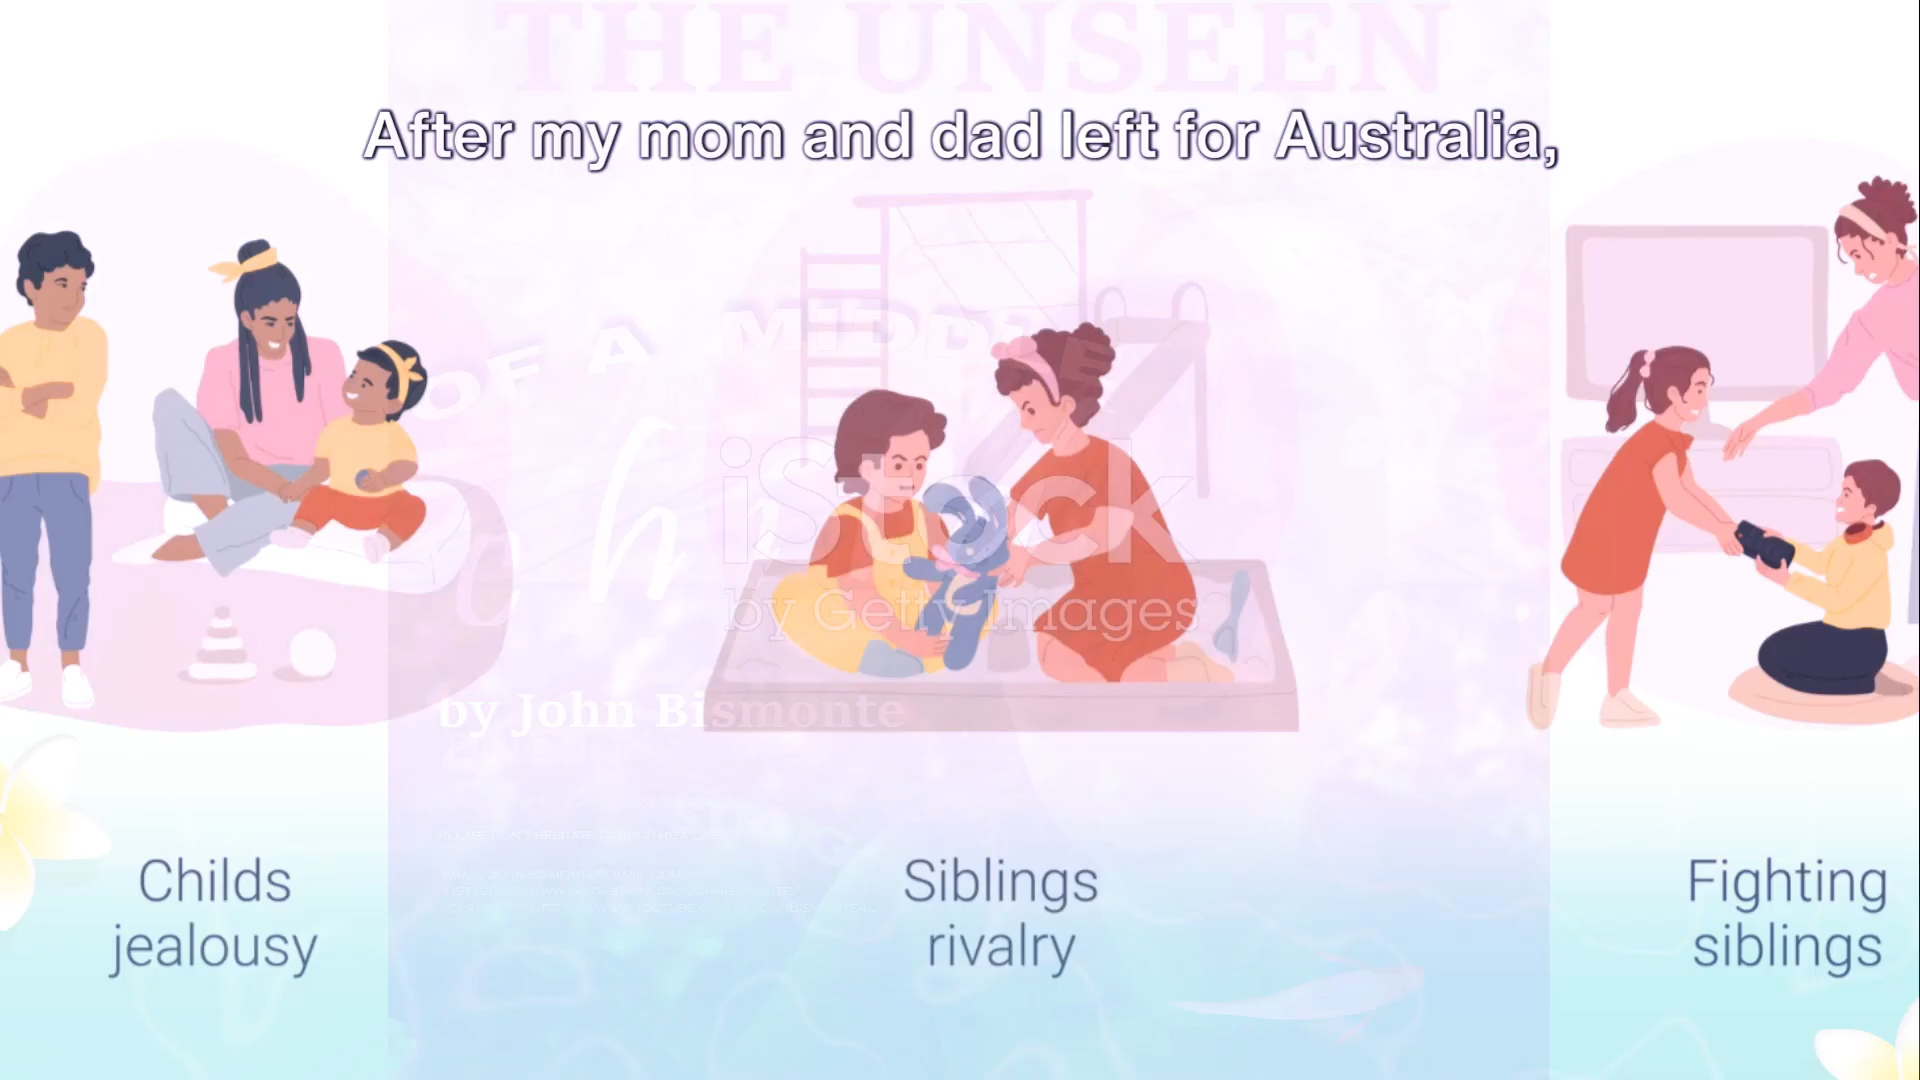 THE UNSEEN
After my mom and dad left for Australia,
OF A MIDD
iStock
by Getty Images
by John Bismonte
Childs
jealousy
Siblings
rivalry
Fighting
siblings